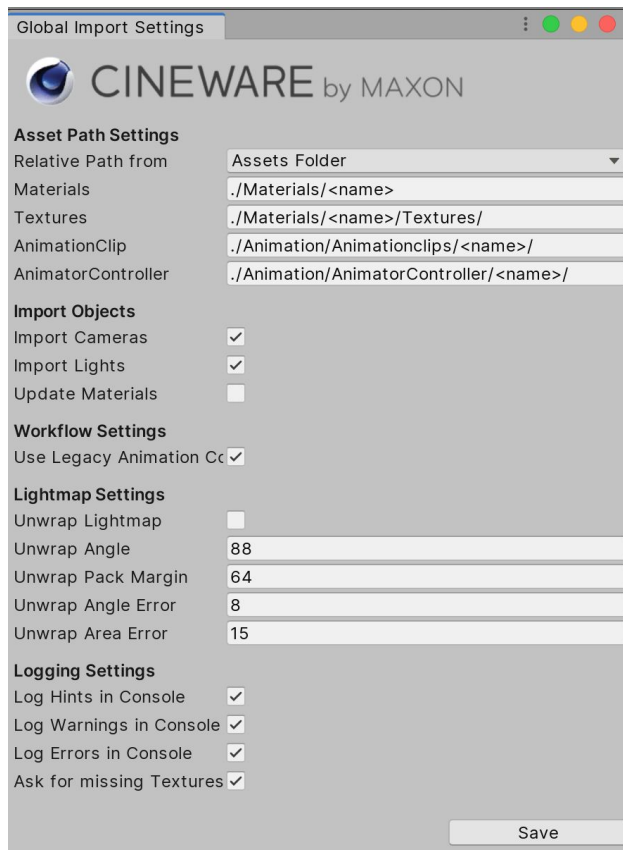 Global Import Settings
CINEWARE by MAXON
Asset Path Settings
Relative Path from Assets Folder
Materials ./Materials/<name>
Textures ./Materials/<name>/Textures/
AnimationClip ./Animation/Animationclips/<name>/
AnimatorController ./Animation/AnimatorController/<name>/
Import Objects
Import Cameras
Import Lights
Update Materials
Workflow Settings
Use Legacy Animation Cc
Lightmap Settings
Unwrap Lightmap
Unwrap Angle 88
Unwrap Pack Margin 64
Unwrap Angle Error 8
Unwrap Area Error 15
Logging Settings
Log Hints in Console
Log Warnings in Console
Log Errors in Console
Ask for missing Textures
Save